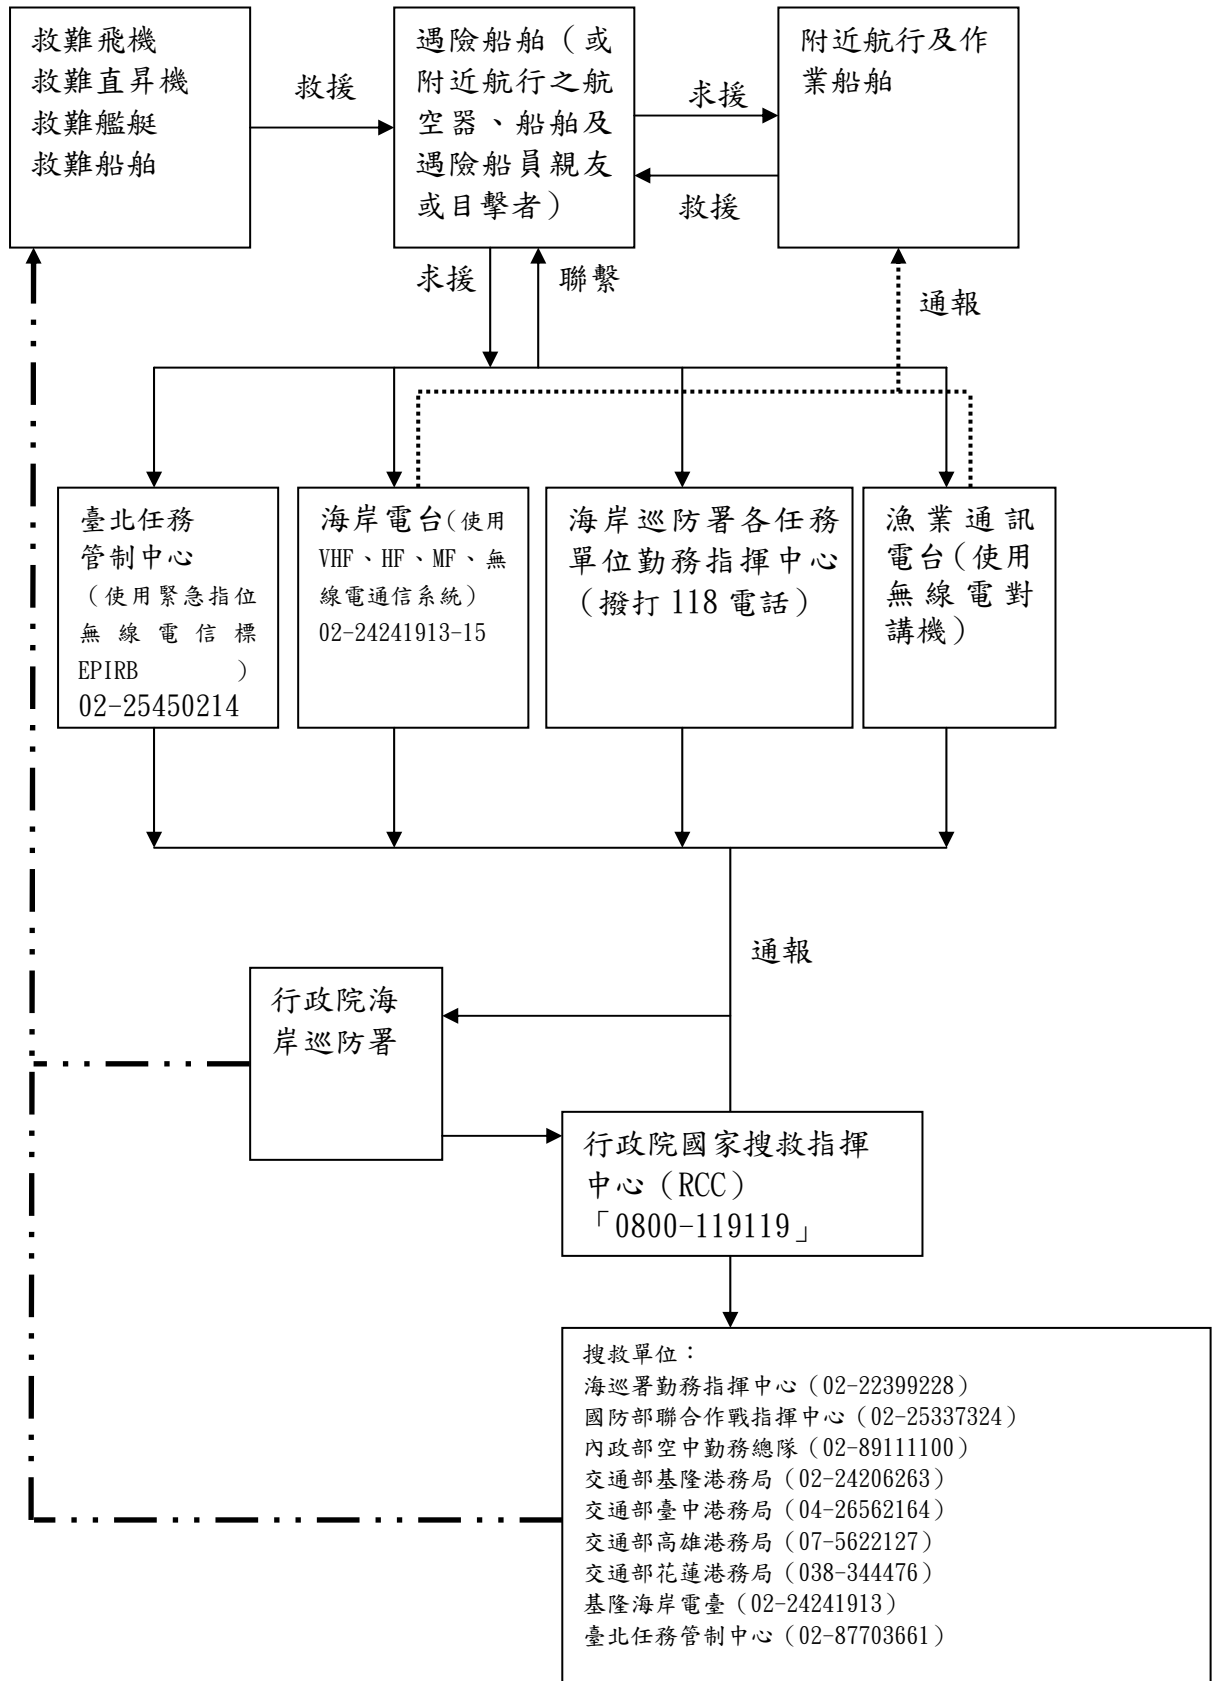 救難飛機
救難直昇機
救難艦艇
救難船舶
救援
遇險船舶（或
附近航行之航
空器、船舶及
遇險船員親友
或目擊者）
求援
救援
附近航行及作
業船舶
求援
聯繫
通報
臺北任務
管制中心
（使用緊急指位
無線電信標
EPIRB）
02-25450214
海岸電台(使用
VHF、HF、MF、無
線電通信系統)
02-24241913-15
海岸巡防署各任務
單位勤務指揮中心
（撥打 118 電話）
漁業通訊
電台(使用
無線電對
講機)
通報
行政院海
岸巡防署
行政院國家搜救指揮
中心（RCC）
「0800-119119」
搜救單位：
海巡署勤務指揮中心（02-22399228）
國防部聯合作戰指揮中心（02-25337324）
內政部空中勤務總隊（02-89111100）
交通部基隆港務局（02-24206263）
交通部臺中港務局（04-26562164）
交通部高雄港務局（07-5622127）
交通部花蓮港務局（038-344476）
基隆海岸電臺（02-24241913）
臺北任務管制中心（02-87703661）